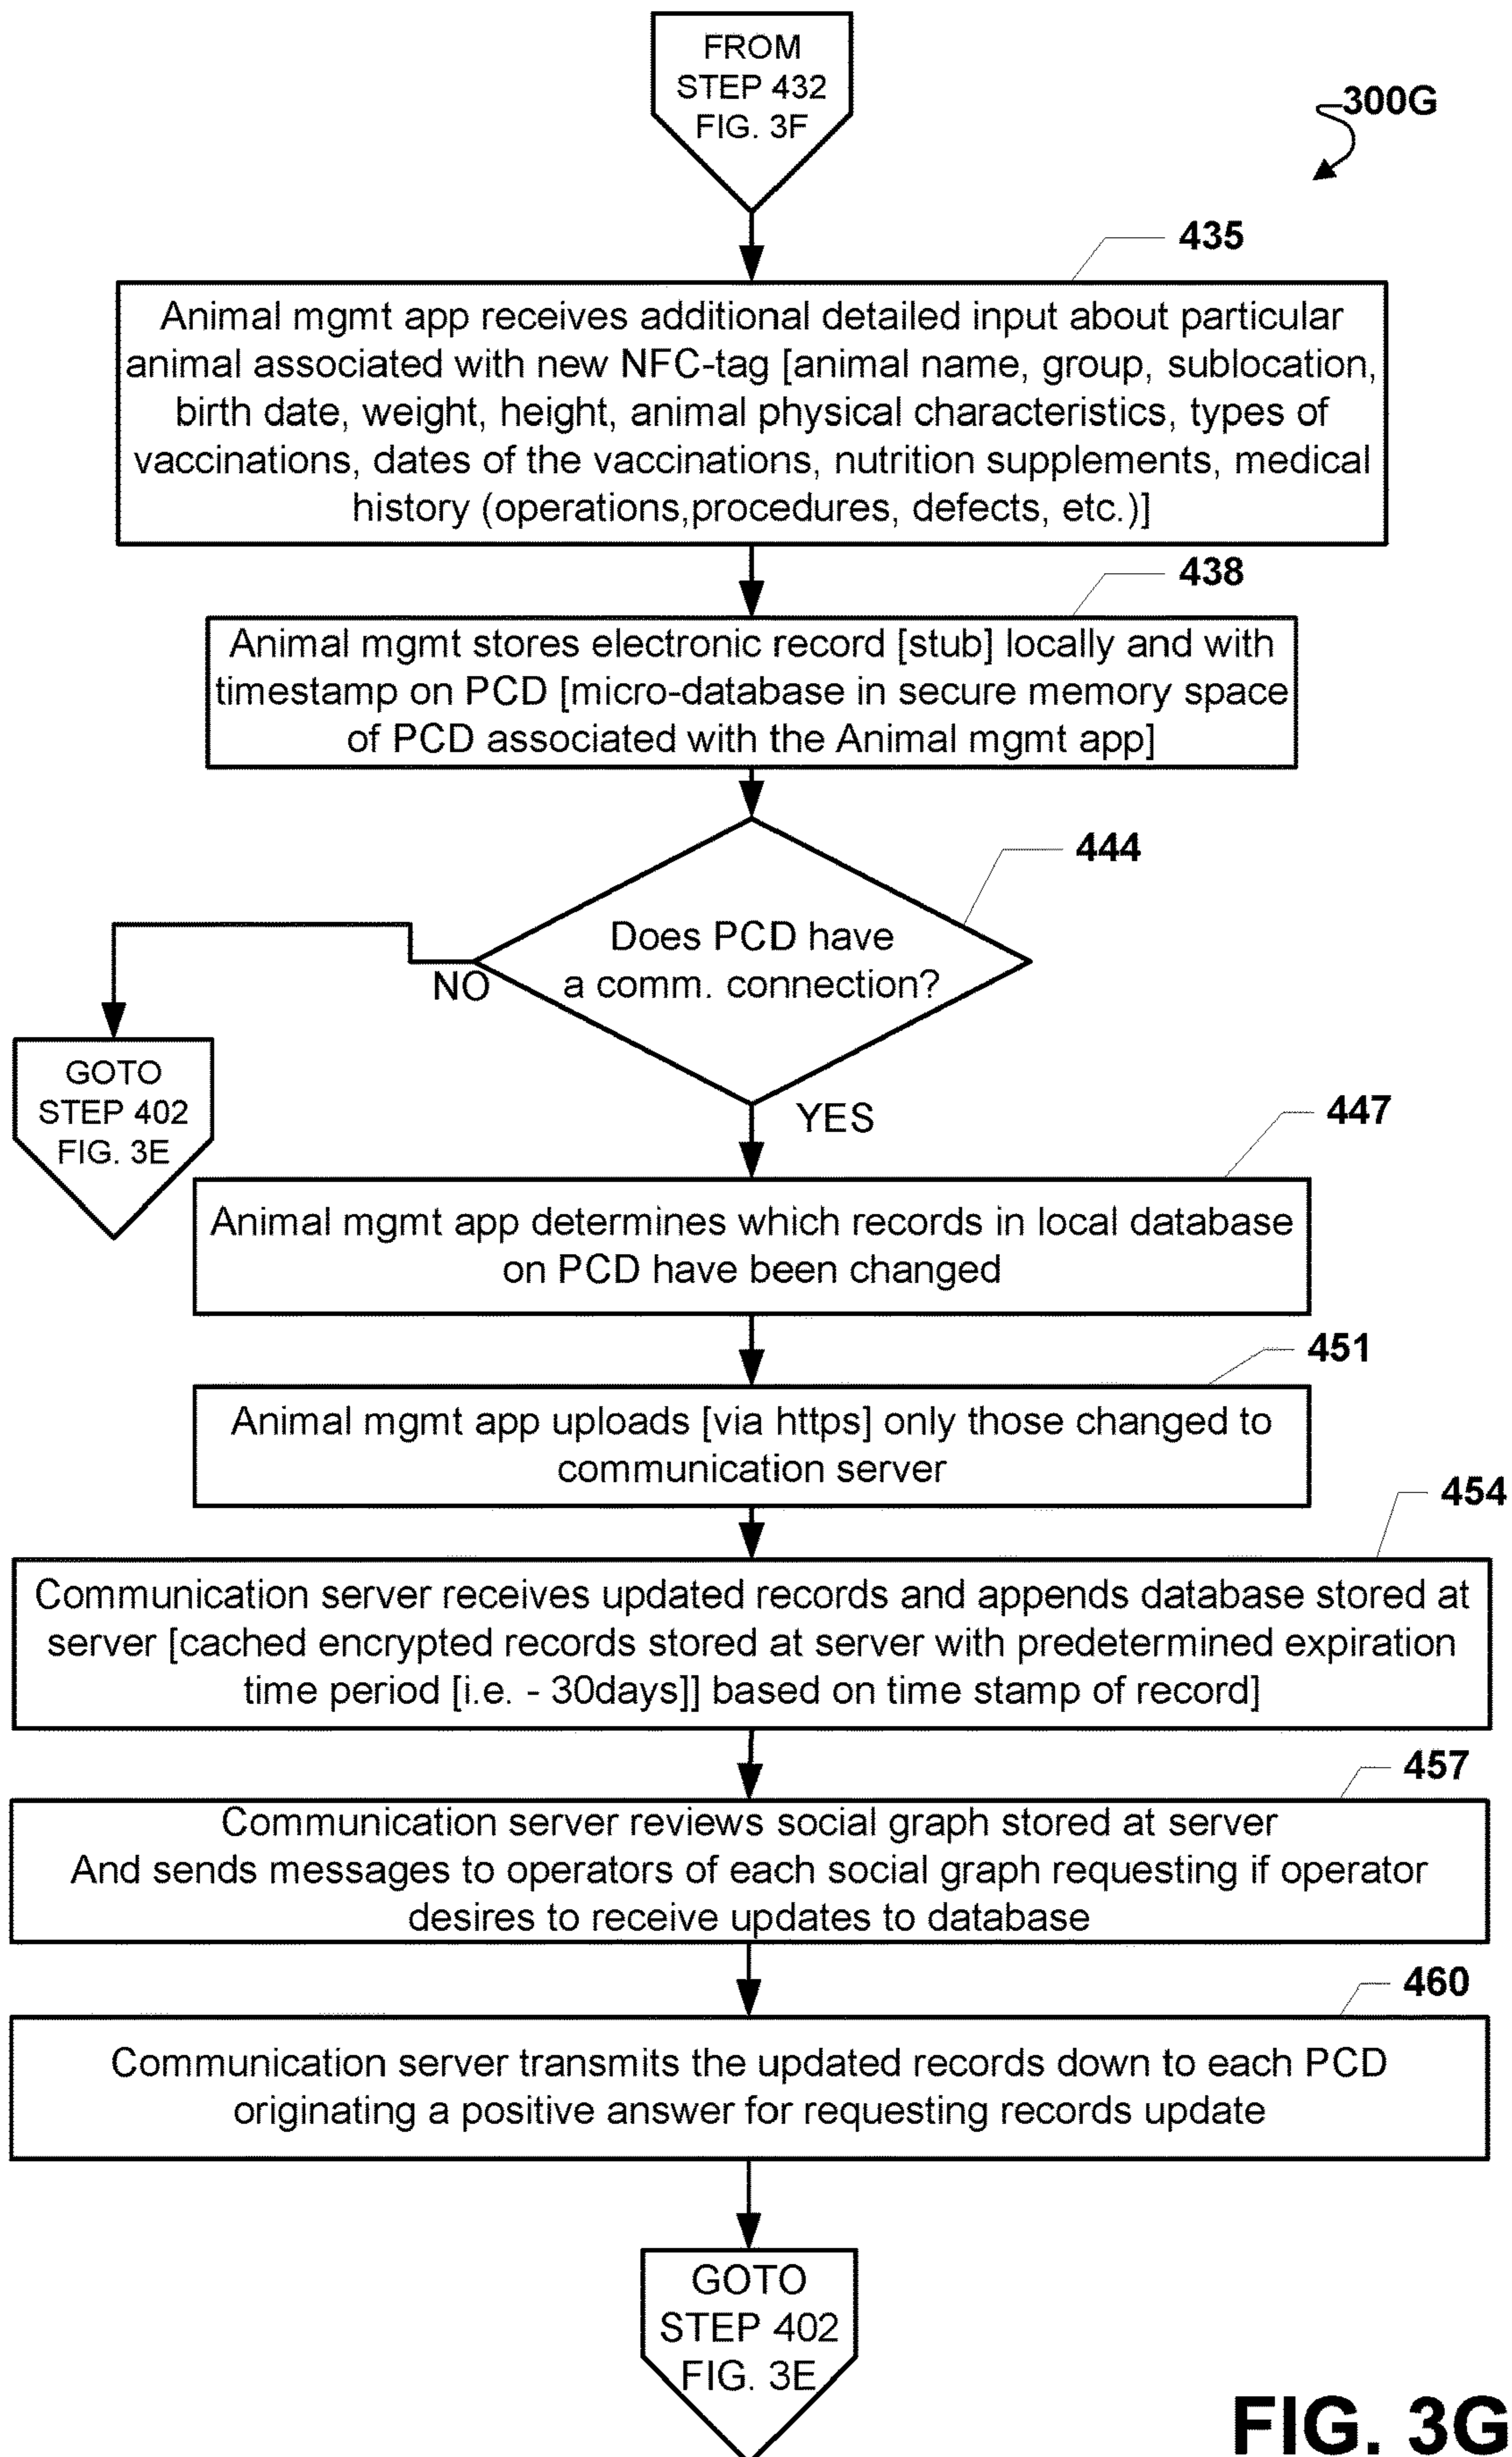 FROM
STEP 432
FIG. 3F
300G
435
Animal mgmt app receives additional detailed input about particular
animal associated with new NFC-tag [animal name, group, sublocation,
birth date, weight, height, animal physical characteristics, types of
vaccinations, dates of the vaccinations, nutrition supplements, medical
history (operations,procedures, defects, etc.)]
438
Animal mgmt stores electronic record [stub] locally and with
timestamp on PCD [micro-database in secure memory space
of PCD associated with the Animal mgmt app]
444
Does PCD have
a comm. connection?
NO
GOTO
STEP 402
FIG. 3E
YES
447
Animal mgmt app determines which records in local database
on PCD have been changed
451
Animal mgmt app uploads [via https] only those changed to
communication server
454
Communication server receives updated records and appends database stored at
server [cached encrypted records stored at server with predetermined expiration
time period [i.e. - 30days]] based on time stamp of record]
457
Communication server reviews social graph stored at server
And sends messages to operators of each social graph requesting if operator
desires to receive updates to database
460
Communication server transmits the updated records down to each PCD
originating a positive answer for requesting records update
GOTO
STEP 402
FIG. 3E
FIG. 3G